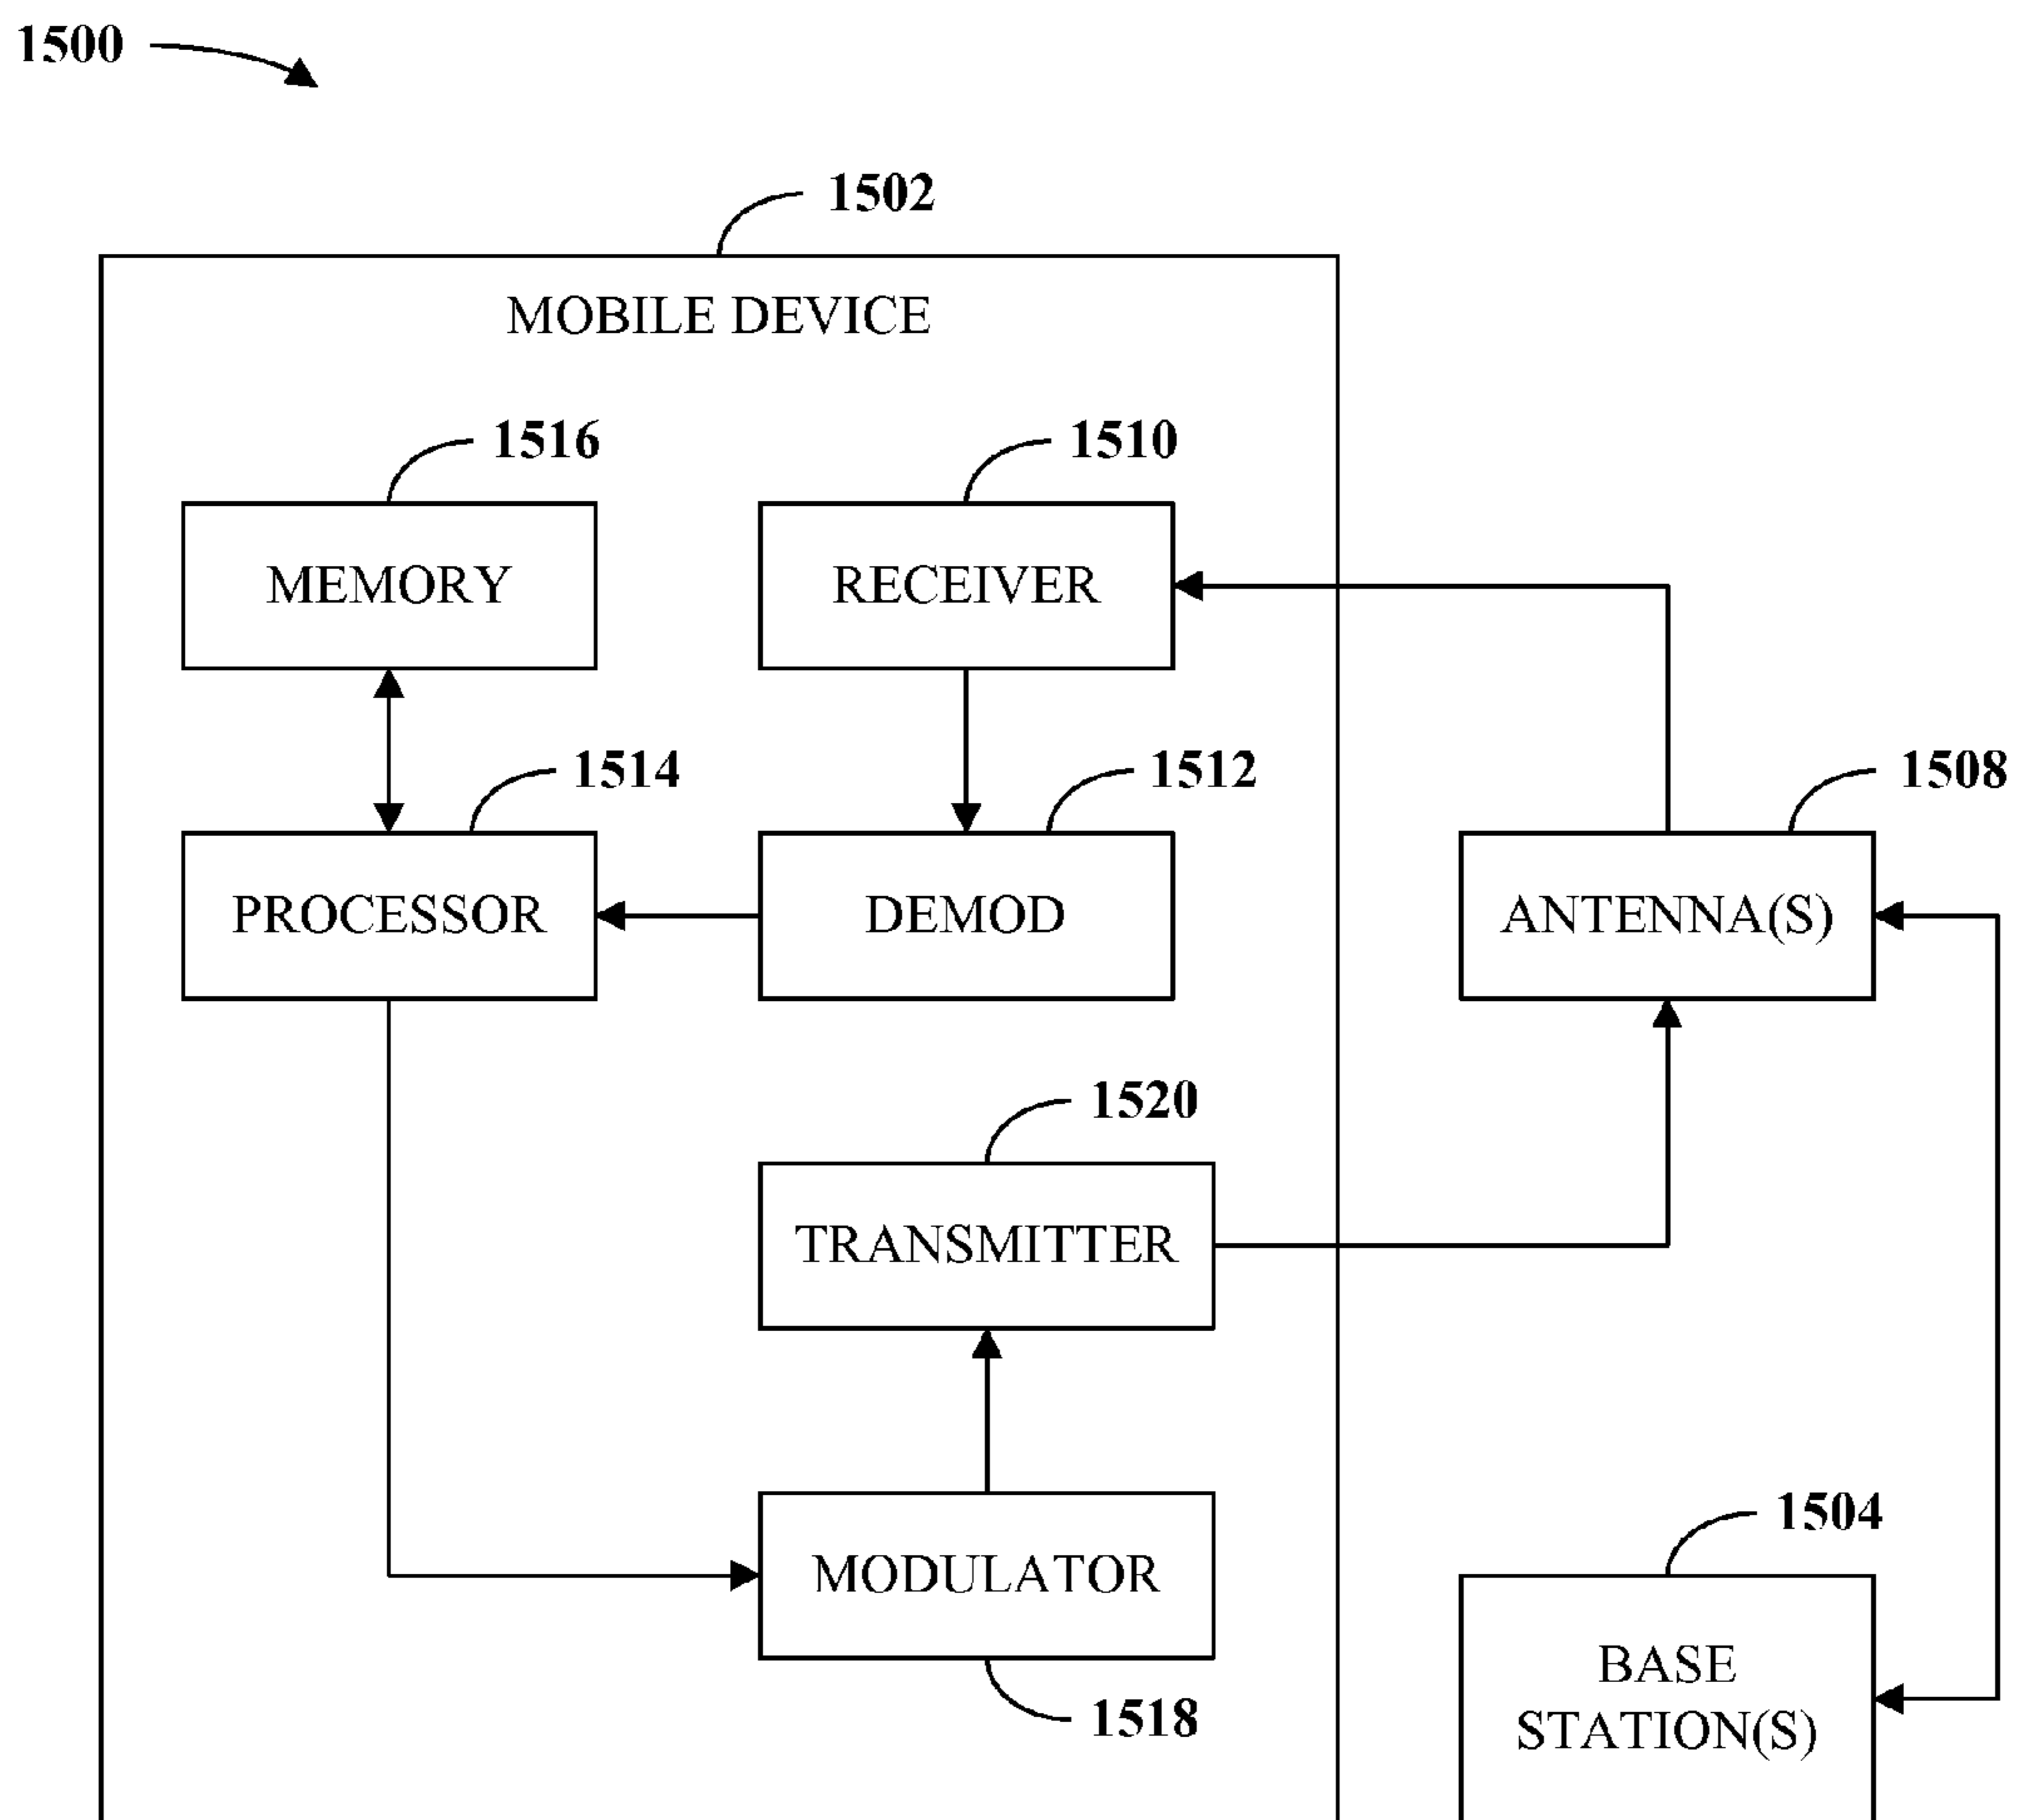 1500
1502
MOBILE DEVICE
1516
1510
MEMORY
RECEIVER
1514
1512
1508
PROCESSOR
DEMOD
ANTENNA(S)
1520
TRANSMITTER
1504
MODULATOR
BASE
STATION(S)
1518